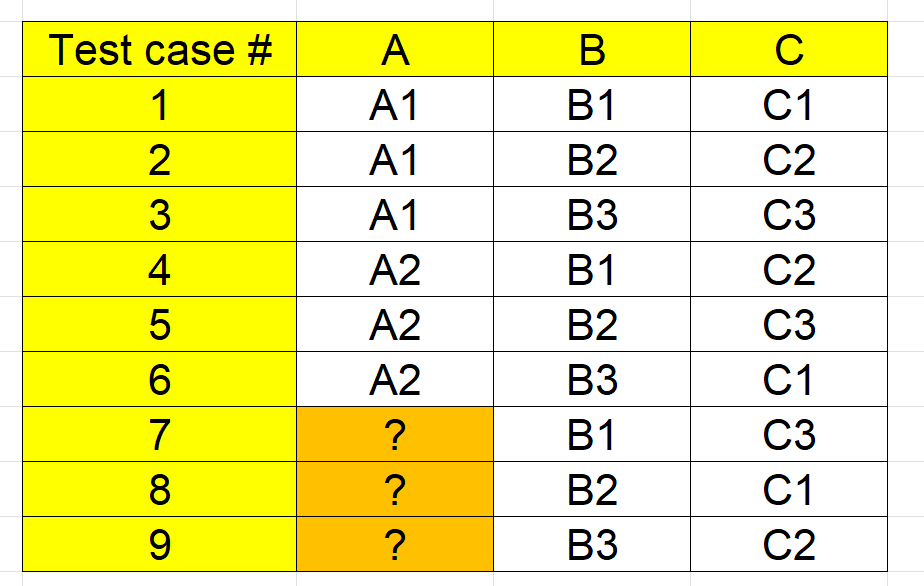 Test case # A B C
1 A1 B1 C1
2 A1 B2 C2
3 A1 B3 C3
4 A2 B1 C2
5 A2 B2 C3
6 A2 B3 C1
7 ? B1 C3
8 ? B2 C1
9 ? B3 C2